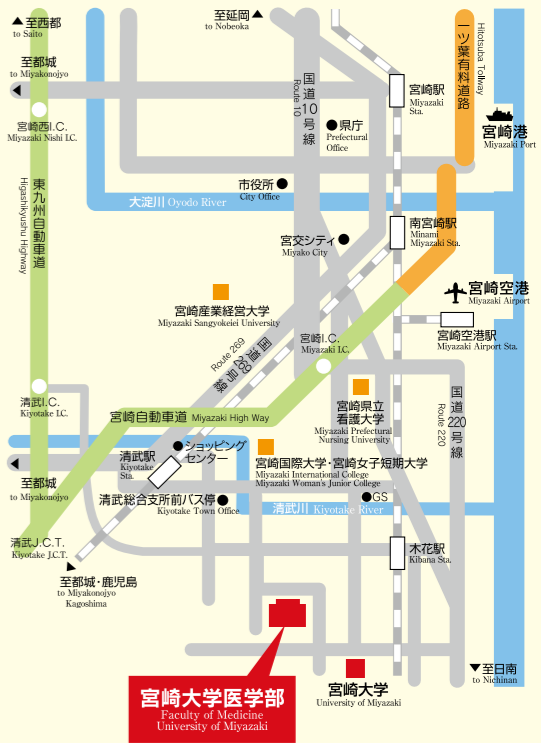 至西都
to Saito
至延岡
to Nobeoka
至都城
to Miyakonojyo
宮崎西I.C.
Miyazaki Nishi I.C.
東九州自動車道
Higashikyushu Highway
国道10号線
Route 10
県庁
Prefectural
Office
宮崎駅
Miyazaki
Sta.
一ツ葉有料道路
Hitotsuba Tollway
宮崎港
Miyazaki Port
市役所
City Office
大淀川 Oyodo River
宮交シティ
Miyako City
南宮崎駅
Minami
Miyazaki Sta.
宮崎空港
Miyazaki Airport
宮崎産業経営大学
Miyazaki Sangyokeiei University
宮崎空港駅
Miyazaki Airport Sta.
宮崎I.C.
Miyazaki I.C.
Route 269
国道269号線
清武I.C.
Kiyotake I.C.
宮崎自動車道 Miyazaki High Way
宮崎県立
看護大学
Miyazaki Prefectural
Nursing University
国道220号線
Route 220
ショッピング
センター
清武駅
Kiyotake
Sta.
宮崎国際大学・宮崎女子短期大学
Miyazaki International College
Miyazaki Woman's Junior College
至都城
to Miyakonojyo
清武総合支所前バス停
Kiyotake Town Office
GS
清武川 Kiyotake River
清武J.C.T.
Kiyotake J.C.T.
木花駅
Kibana Sta.
至都城・鹿児島
to Miyakonojyo
Kagoshima
至日南
to Nichinan
宮崎大学医学部
Faculty of Medicine
University of Miyazaki
宮崎大学
University of Miyazaki